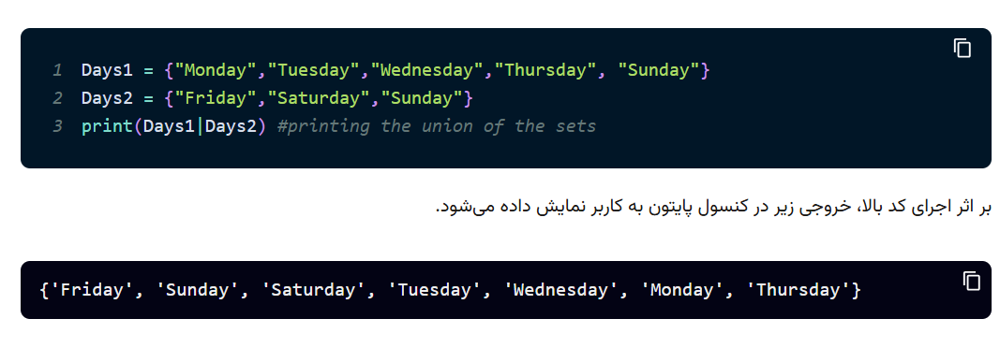 1 Days1 = {"Monday","Tuesday","Wednesday","Thursday", "Sunday"}
2 Days2 = {"Friday","Saturday","Sunday"}
3 print(Days1|Days2) #printing the union of the sets
بر اثر اجرای کد بالا، خروجی زیر در کنسول پایتون به کاربر نمایش داده می‌شود.
{'Friday', 'Sunday', 'Saturday', 'Tuesday', 'Wednesday', 'Monday', 'Thursday'}